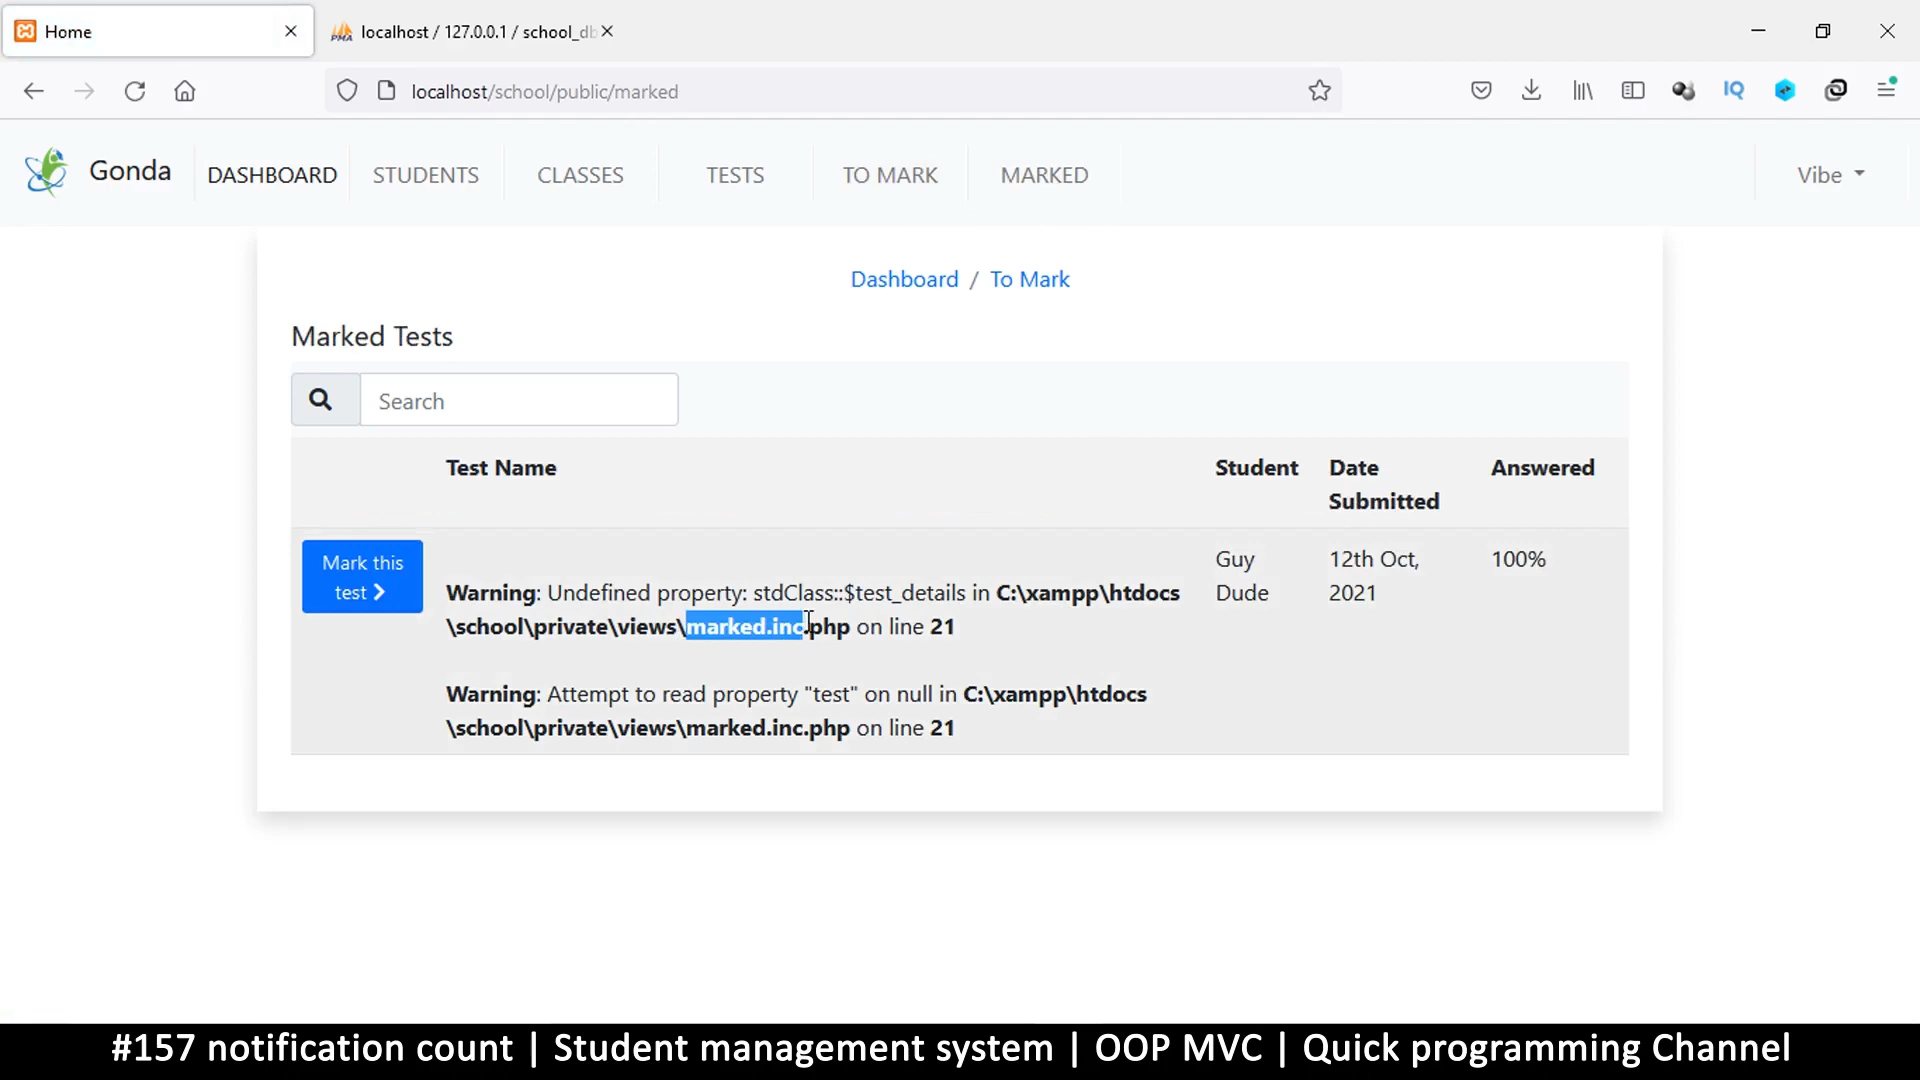 Home
PMA localhost / 127.0.0.1 / school_db
localhost/school/public/marked
IQ
Gonda DASHBOARD STUDENTS CLASSES TESTS TO MARK MARKED Vibe
Dashboard / To Mark
Marked Tests
Search
Test Name Student Date Submitted Answered
Mark this
test
Warning: Undefined property: stdClass::$test_details in C:\xampp\htdocs
\school\private\views\marked.inc.php on line 21
Warning: Attempt to read property "test" on null in C:\xampp\htdocs
\school\private\views\marked.inc.php on line 21
Guy
Dude
12th Oct,
2021
100%
#157 notification count | Student management system | OOP MVC | Quick programming Channel